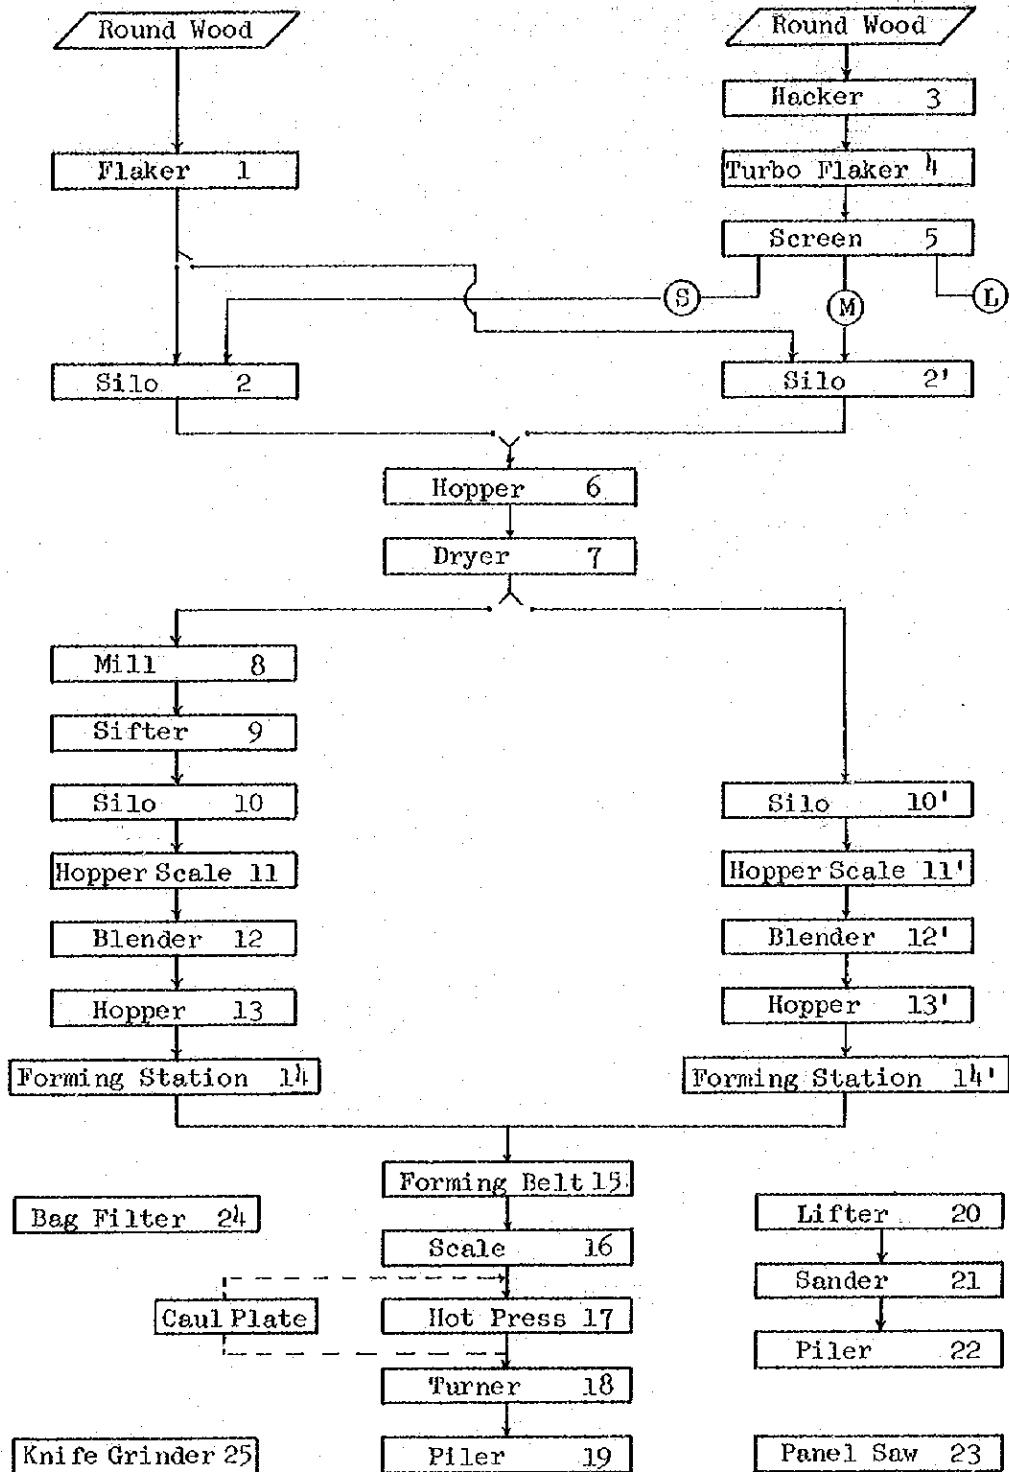 Round Wood
Round Wood
Hacker 3
Flaker 1
Turbo Flaker 4
Screen 5
S
M
L
Silo 2
Silo 2'
Hopper 6
Dryer 7
Mill 8
Sifter 9
Silo 10
Silo 10'
Hopper Scale 11
Hopper Scale 11'
Blender 12
Blender 12'
Hopper 13
Hopper 13'
Forming Station 14
Forming Station 14'
Forming Belt 15
Bag Filter 24
Lifter 20
Scale 16
Sander 21
Caul Plate
Hot Press 17
Piler 22
Turner 18
Knife Grinder 25
Piler 19
Panel Saw 23